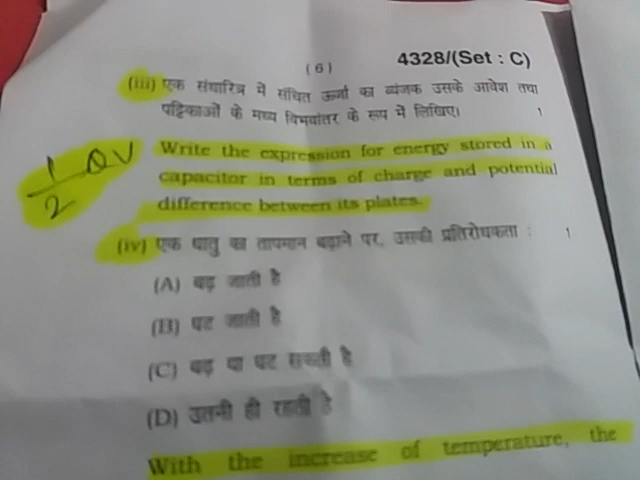 (6)
4328/(Set : C)
(iii) एक संधारित्र में संचित ऊर्जा का व्यंजक उसके आवेश तथा
पट्टिकाओं के मध्य विभवांतर के रूप में लिखिए। 1
1/2 QV
Write the expression for energy stored in a
capacitor in terms of charge and potential
difference between its plates.
(iv) एक धातु का तापमान बढ़ाने पर, उसकी प्रतिरोधकता : 1
(A) बढ़ जाती है
(B) घट जाती है
(C) बढ़ या घट सकती है
(D) उतनी ही रहती है
With the increase of temperature, the